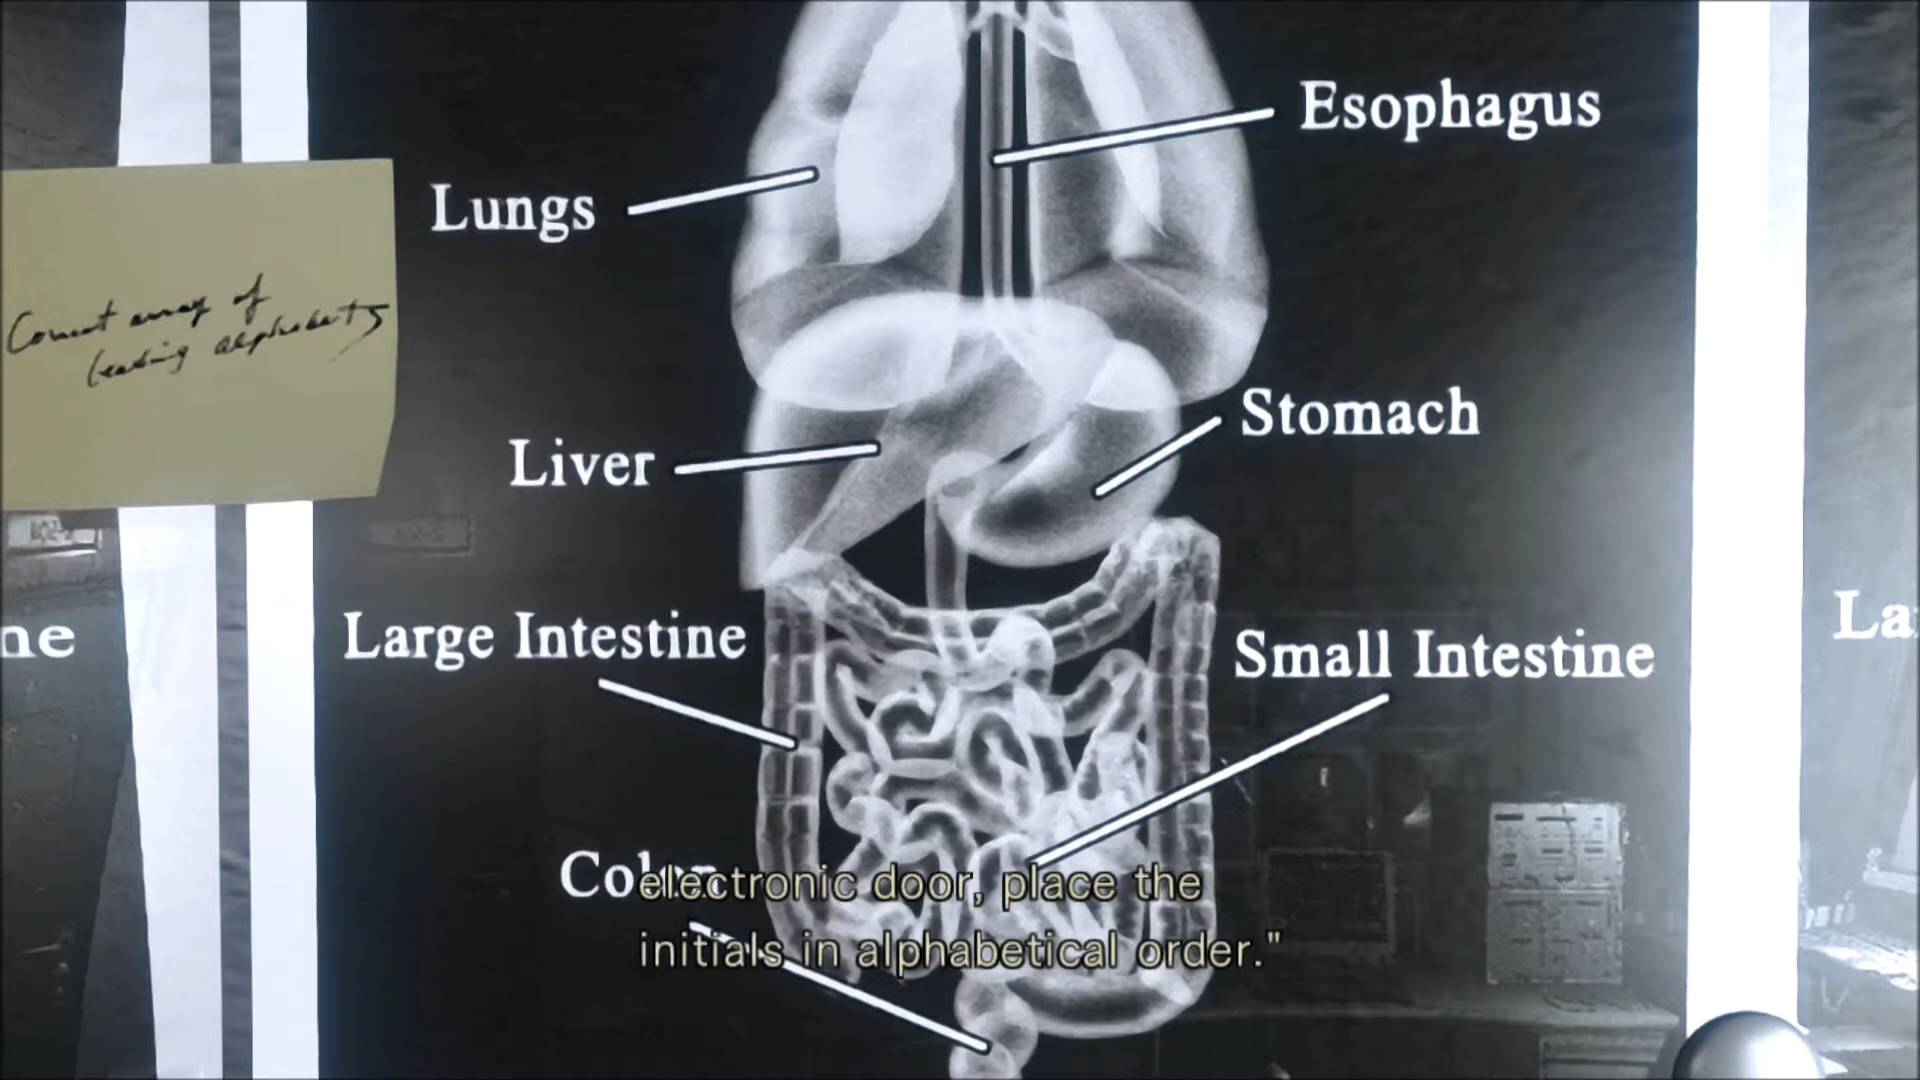 Esophagus
Lungs
Correct array of
leading alphabets
Stomach
Liver
Large Intestine
ne
La
Small Intestine
Colon
electronic door, place the
initials in alphabetical order."